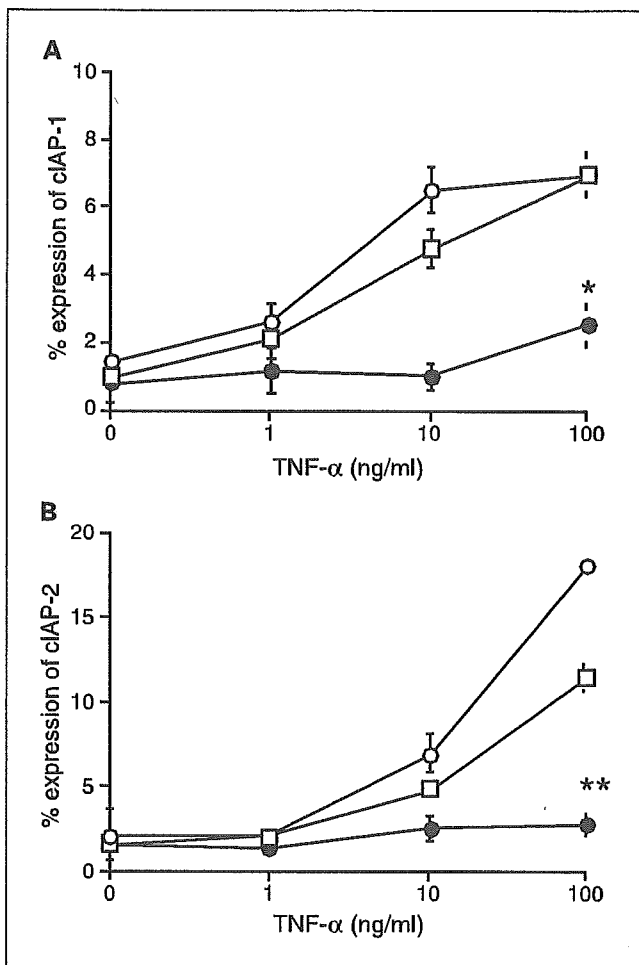 A
% expression of cIAP-1
10
8
6
4
2
0
*
0 1 10 100
TNF-α (ng/ml)
B
% expression of cIAP-2
20
15
10
5
0
**
0 1 10 100
TNF-α (ng/ml)